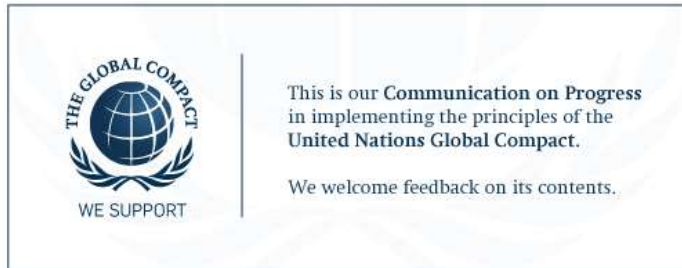 THE GLOBAL COMPACT
WE SUPPORT
This is our Communication on Progress
in implementing the principles of the
United Nations Global Compact.
We welcome feedback on its contents.